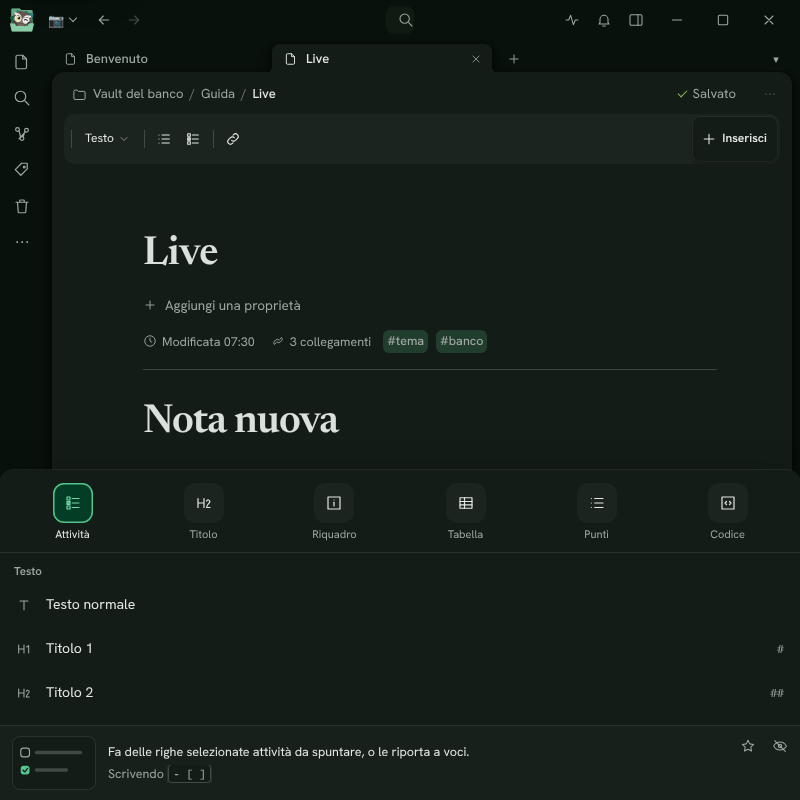 Benvenuto
Live
Vault del banco / Guida / Live
Salvato
Testo
Inserisci
Live
Aggiungi una proprietà
Modificata 07:30
3 collegamenti
#tema
#banco
Nota nuova
H2
Attività
Titolo
Riquadro
Tabella
Punti
Codice
Testo
T Testo normale
H1 Titolo 1 #
H2 Titolo 2 ##
Fa delle righe selezionate attività da spuntare, o le riporta a voci.
Scrivendo - [ ]